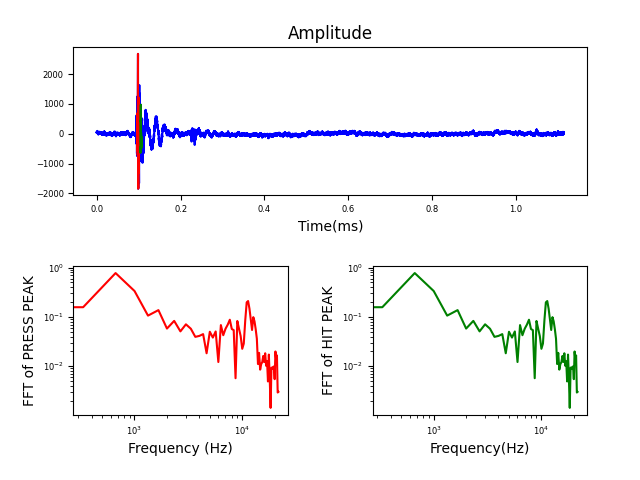 Amplitude
2000
1000
0
−1000
−2000
0.0 0.2 0.4 0.6 0.8 1.0
Time(ms)
FFT of PRESS PEAK
10⁰
10⁻¹
10⁻²
10³ 10⁴
Frequency (Hz)
FFT of HIT PEAK
10⁰
10⁻¹
10⁻²
10³ 10⁴
Frequency(Hz)